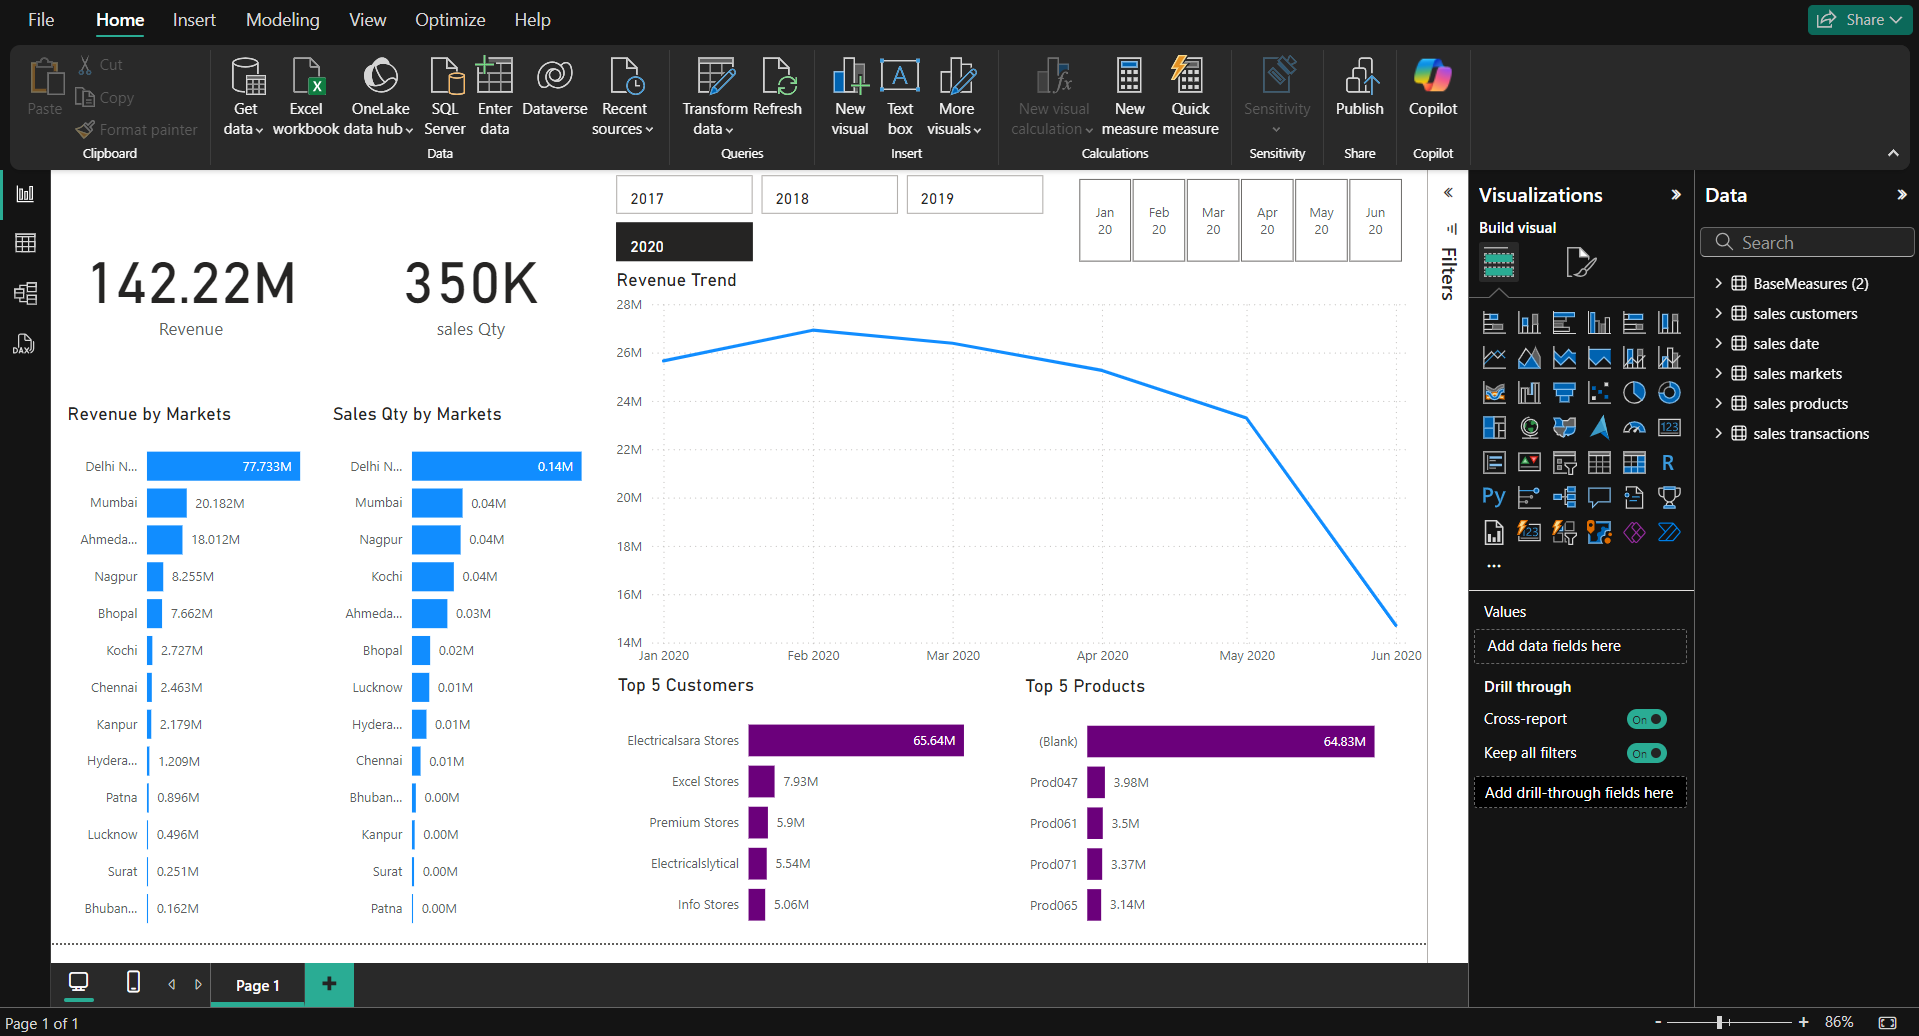 File Home Insert Modeling View Optimize Help
Share
Paste
Cut
Copy
Format painter
Clipboard
Get data
Excel workbook
OneLake data hub
SQL Server
Enter data
Dataverse
Recent sources
Data
Transform data
Refresh
Queries
New visual
Text box
More visuals
Insert
New visual calculation
New measure
Quick measure
Calculations
Sensitivity
Sensitivity
Publish
Share
Copilot
Copilot
2017
2018
2019
2020
Jan 20
Feb 20
Mar 20
Apr 20
May 20
Jun 20
142.22M
Revenue
350K
sales Qty
Revenue by Markets
Delhi N... 77.733M
Mumbai 20.182M
Ahmeda... 18.012M
Nagpur 8.255M
Bhopal 7.662M
Kochi 2.727M
Chennai 2.463M
Kanpur 2.179M
Hydera... 1.209M
Patna 0.896M
Lucknow 0.496M
Surat 0.251M
Bhuban... 0.162M
Sales Qty by Markets
Delhi N... 0.14M
Mumbai 0.04M
Nagpur 0.04M
Kochi 0.04M
Ahmeda... 0.03M
Bhopal 0.02M
Lucknow 0.01M
Hydera... 0.01M
Chennai 0.01M
Bhuban... 0.00M
Kanpur 0.00M
Surat 0.00M
Patna 0.00M
Revenue Trend
28M
26M
24M
22M
20M
18M
16M
14M
Jan 2020 Feb 2020 Mar 2020 Apr 2020 May 2020 Jun 2020
Top 5 Customers
Electricalsara Stores 65.64M
Excel Stores 7.93M
Premium Stores 5.9M
Electricalslytical 5.54M
Info Stores 5.06M
Top 5 Products
(Blank) 64.83M
Prod047 3.98M
Prod061 3.5M
Prod071 3.37M
Prod065 3.14M
Filters
Visualizations
Build visual
123
R
Py
123
...
Values
Add data fields here
Drill through
Cross-report On
Keep all filters On
Add drill-through fields here
Data
Search
BaseMeasures (2)
sales customers
sales date
sales markets
sales products
sales transactions
DAX
Page 1
+
Page 1 of 1
- + 86%